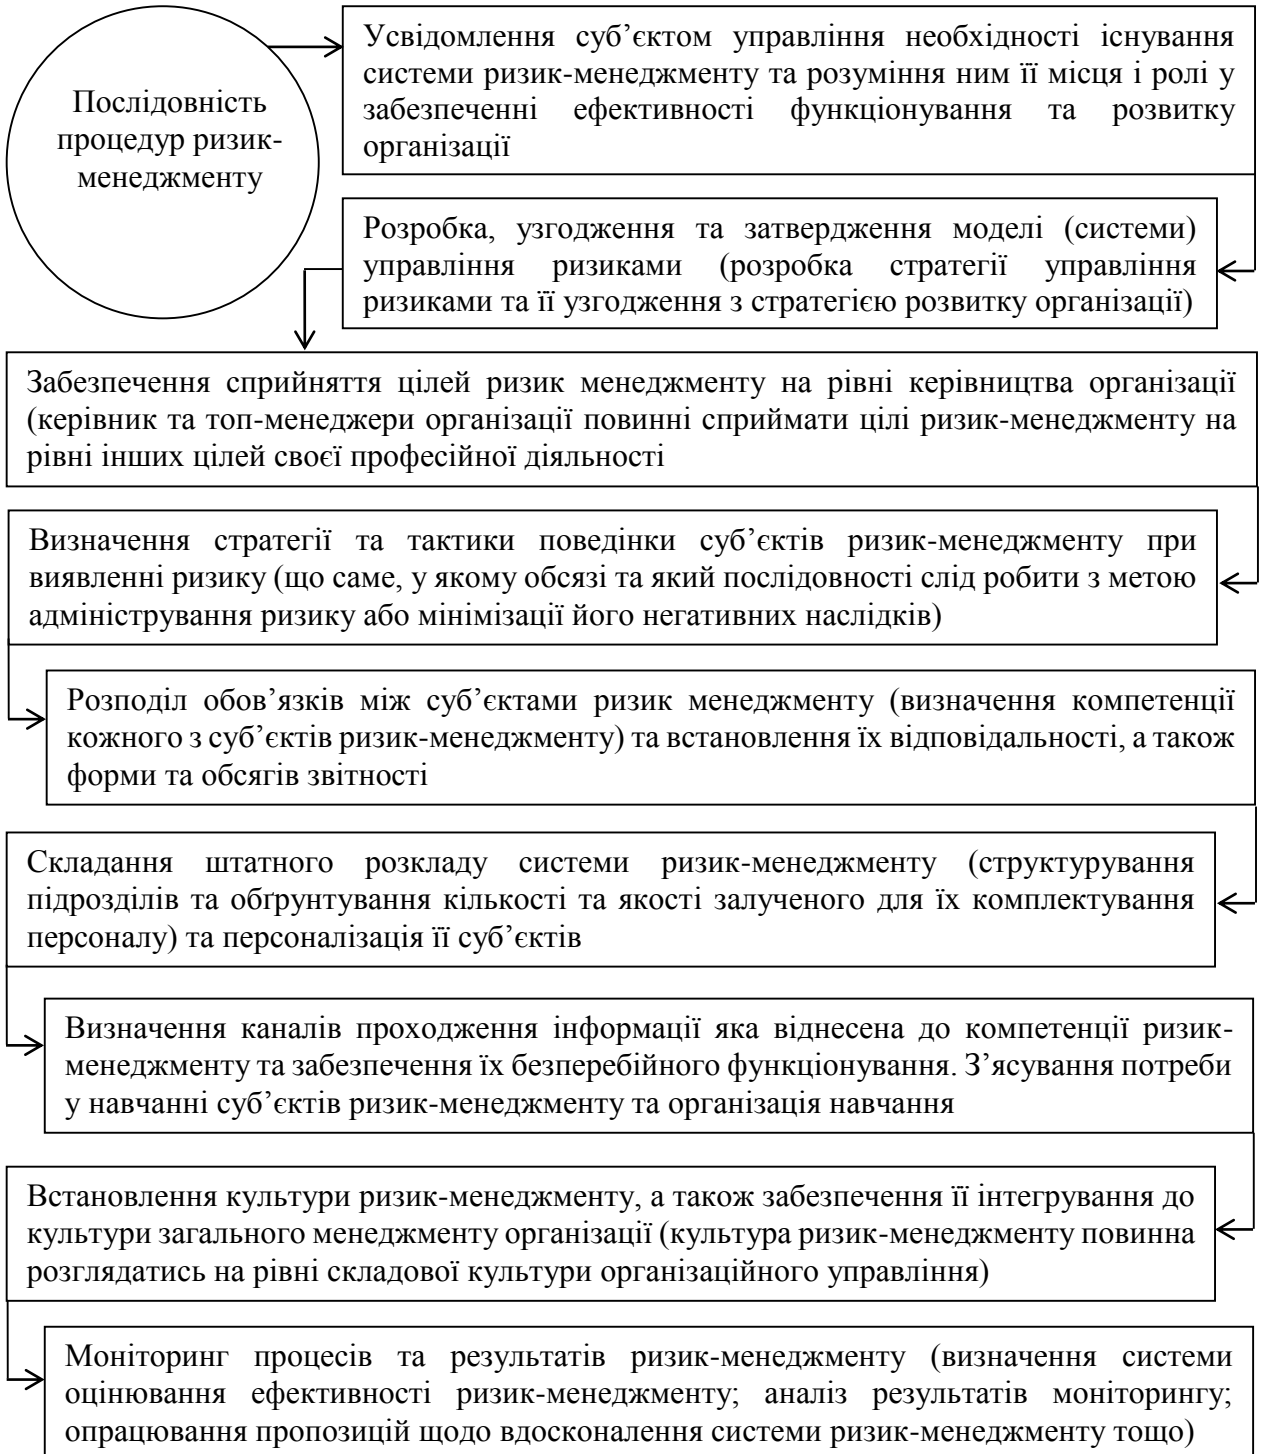 Послідовність
процедур ризик-
менеджменту
Усвідомлення суб’єктом управління необхідності існування
системи ризик-менеджменту та розуміння ним її місця і ролі у
забезпеченні ефективності функціонування та розвитку
організації
Розробка, узгодження та затвердження моделі (системи)
управління ризиками (розробка стратегії управління
ризиками та її узгодження з стратегією розвитку організації)
Забезпечення сприйняття цілей ризик менеджменту на рівні керівництва організації
(керівник та топ-менеджери організації повинні сприймати цілі ризик-менеджменту на
рівні інших цілей своєї професійної діяльності
Визначення стратегії та тактики поведінки суб’єктів ризик-менеджменту при
виявленні ризику (що саме, у якому обсязі та який послідовності слід робити з метою
адміністрування ризику або мінімізації його негативних наслідків)
Розподіл обов’язків між суб’єктами ризик менеджменту (визначення компетенції
кожного з суб’єктів ризик-менеджменту) та встановлення їх відповідальності, а також
форми та обсягів звітності
Складання штатного розкладу системи ризик-менеджменту (структурування
підрозділів та обґрунтування кількості та якості залученого для їх комплектування
персоналу) та персоналізація її суб’єктів
Визначення каналів проходження інформації яка віднесена до компетенції ризик-
менеджменту та забезпечення їх безперебійного функціонування. З’ясування потреби
у навчанні суб’єктів ризик-менеджменту та організація навчання
Встановлення культури ризик-менеджменту, а також забезпечення її інтегрування до
культури загального менеджменту організації (культура ризик-менеджменту повинна
розглядатись на рівні складової культури організаційного управління)
Моніторинг процесів та результатів ризик-менеджменту (визначення системи
оцінювання ефективності ризик-менеджменту; аналіз результатів моніторингу;
опрацювання пропозицій щодо вдосконалення системи ризик-менеджменту тощо)